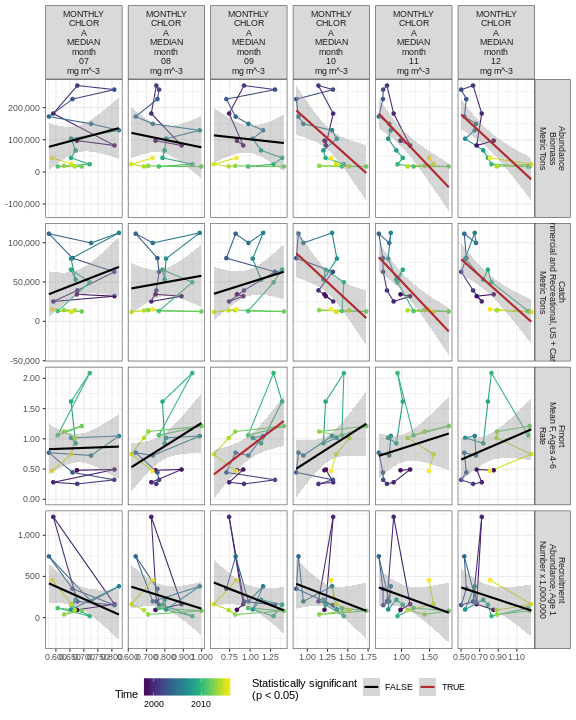 MONTHLY
CHLOR
A
MEDIAN
month
07
mg m^-3
MONTHLY
CHLOR
A
MEDIAN
month
08
mg m^-3
MONTHLY
CHLOR
A
MEDIAN
month
09
mg m^-3
MONTHLY
CHLOR
A
MEDIAN
month
10
mg m^-3
MONTHLY
CHLOR
A
MEDIAN
month
11
mg m^-3
MONTHLY
CHLOR
A
MEDIAN
month
12
mg m^-3
200,000
100,000
0
-100,000
Abundance
Biomass
Metric Tons
100,000
50,000
0
-50,000
Catch
and Recreational, US +
Metric Tons
2.00
1.50
1.00
0.50
0.00
Fmort
Mean F, Ages 4-6
Rate
1,000
500
0
Recruitment
Abundance, Age 1
Number x 1,000,000
0.600 0.800
0.600 0.700 0.800 0.900 1.000
0.75 1.00 1.25
1.00 1.25 1.50 1.75
1.00 1.50
0.50 0.70 0.90 1.10
Time
2000 2010
Statistically significant
(p < 0.05)
FALSE
TRUE